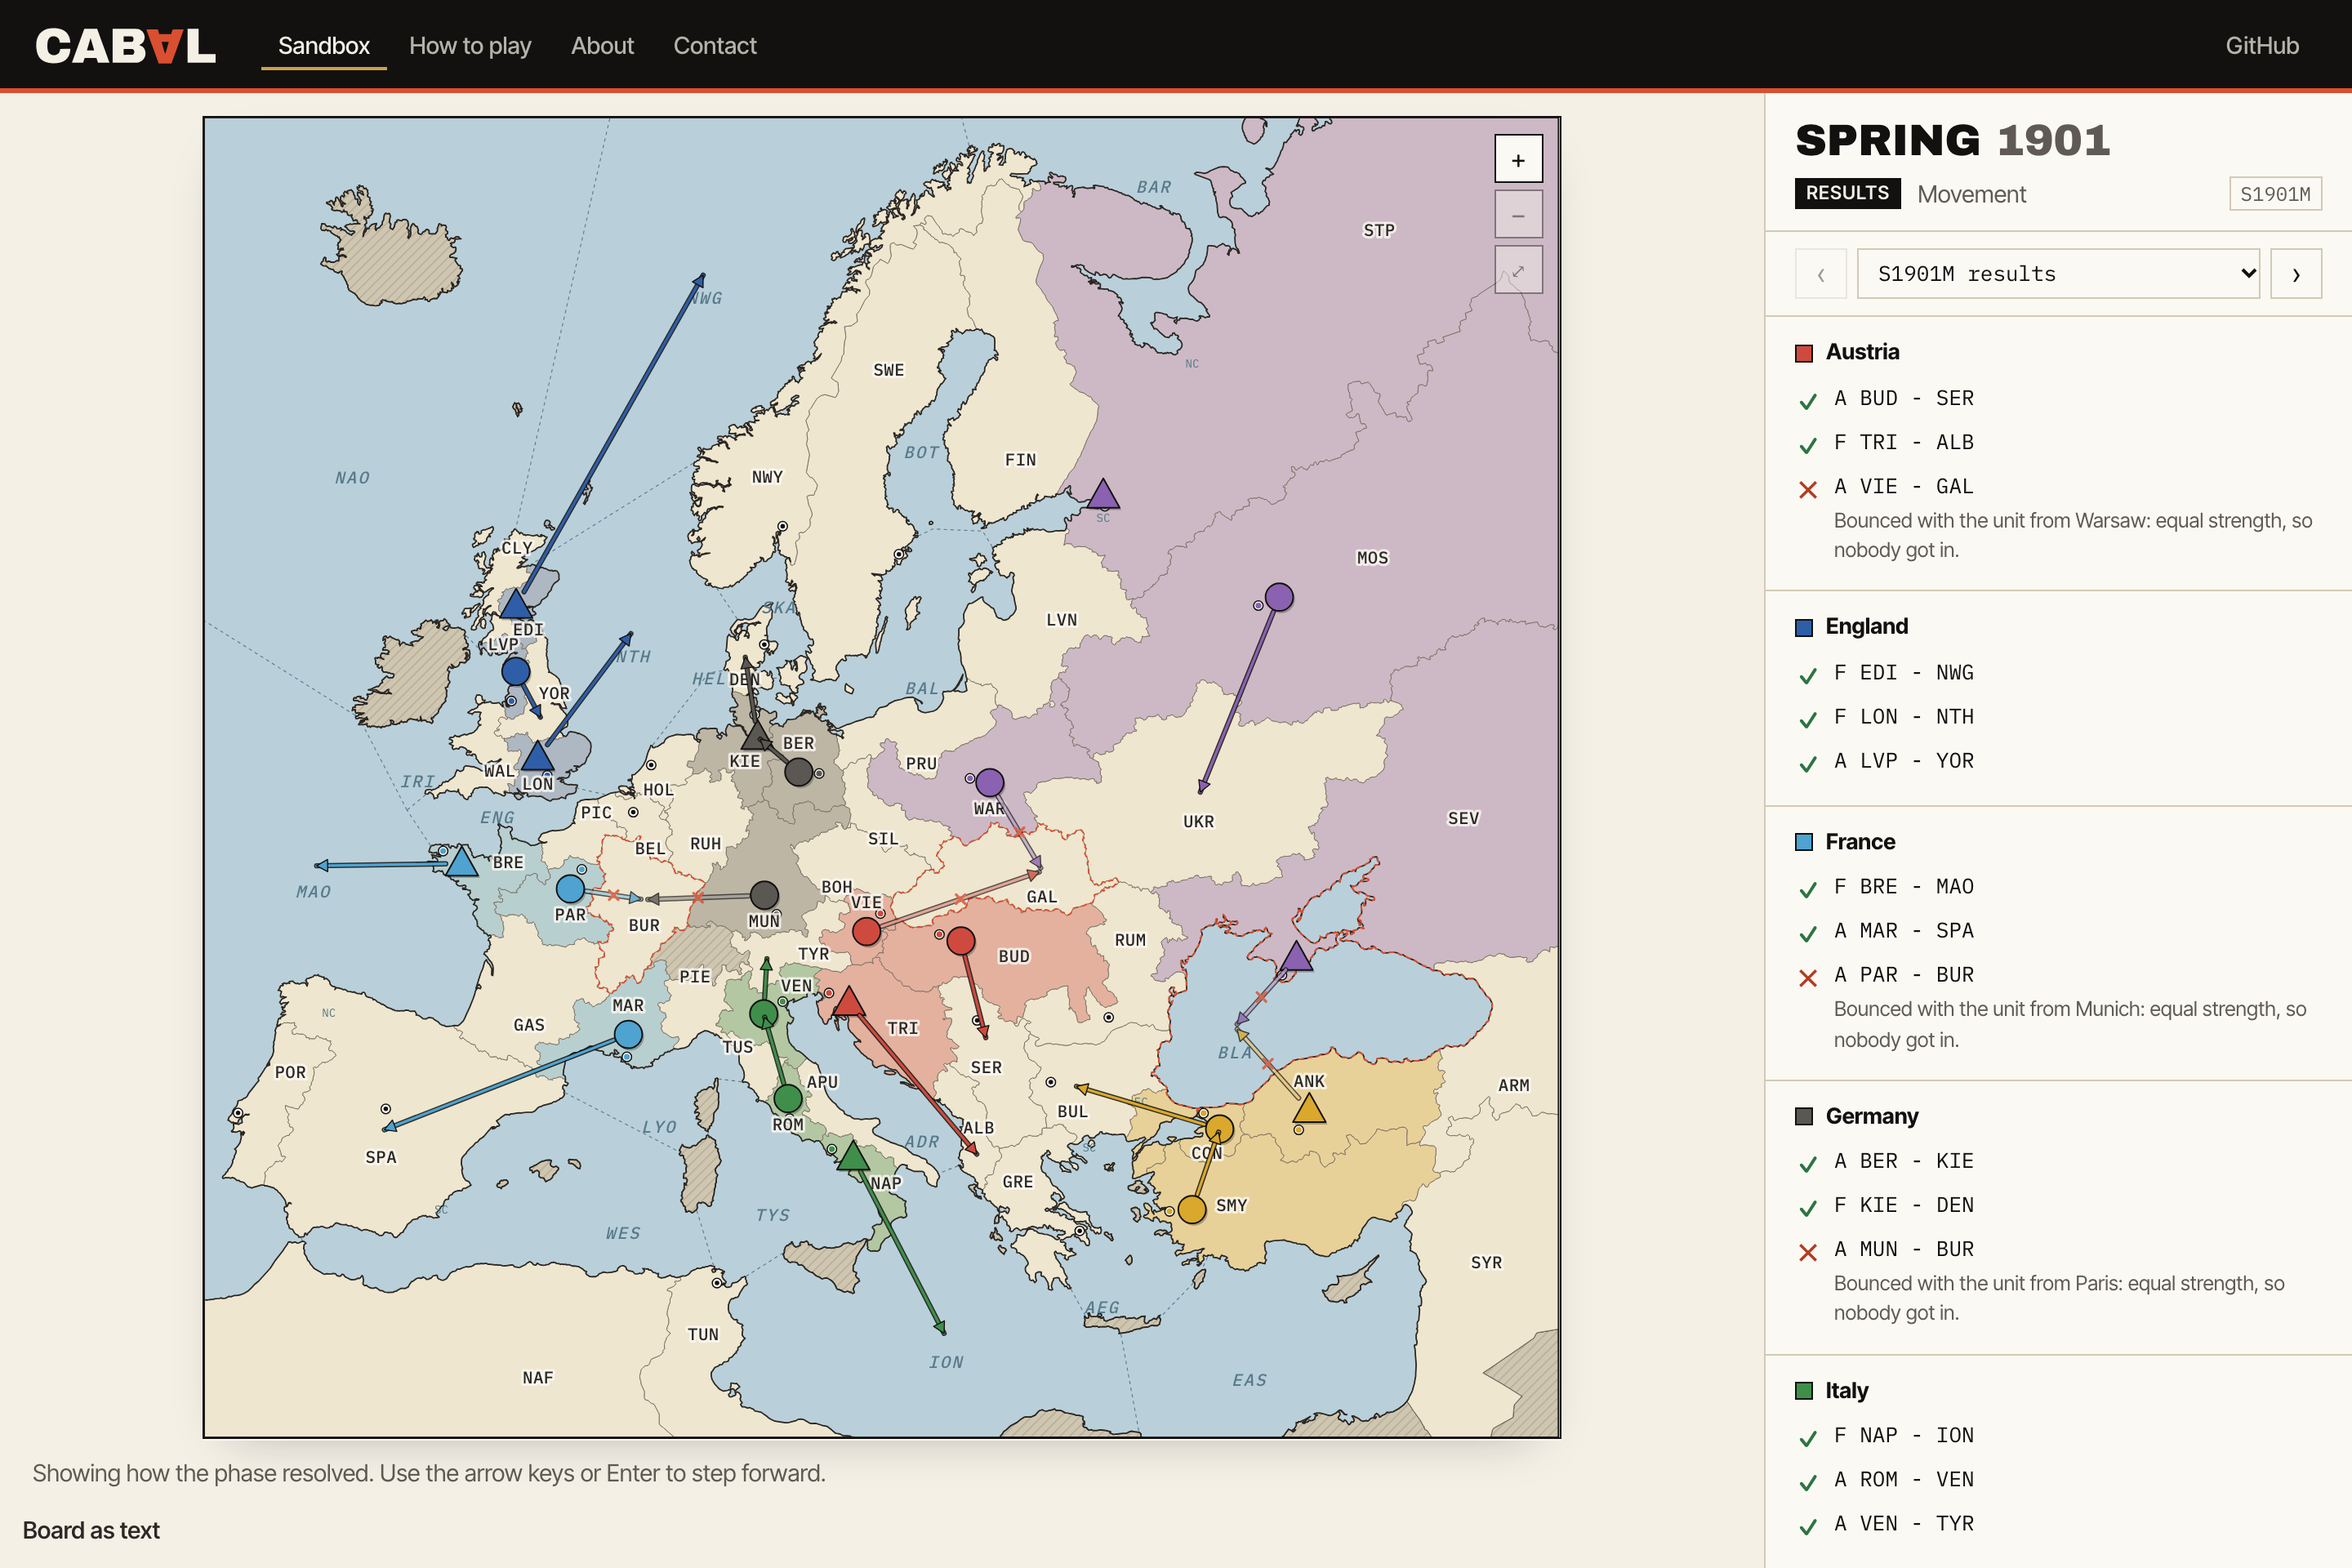 CABAL
Sandbox
How to play
About
Contact
GitHub
BAR
STP
NWG
NC
SWE
NAO
BOT
FIN
NWY
SC
CLY
MOS
SKA
EDI
LVN
LVP
NTH
HEL
DEN
BAL
YOR
BER
KIE
PRU
WAL
LON
IRI
HOL
WAR
PIC
ENG
UKR
SEV
BEL
RUH
SIL
BRE
BOH
MAO
GAL
VIE
PAR
MUN
BUR
RUM
TYR
BUD
PIE
VEN
MAR
NC
GAS
TRI
TUS
BLA
SER
POR
APU
ANK
ARM
EC
BUL
ROM
LYO
ALB
ADR
SC
SPA
CON
GRE
NAP
SMY
SC
TYS
WES
SYR
AEG
TUN
ION
NAF
EAS
+
−
Showing how the phase resolved. Use the arrow keys or Enter to step forward.
Board as text
SPRING 1901
RESULTS Movement S1901M
‹ S1901M results ›
Austria
A BUD - SER
F TRI - ALB
A VIE - GAL
Bounced with the unit from Warsaw: equal strength, so
nobody got in.
England
F EDI - NWG
F LON - NTH
A LVP - YOR
France
F BRE - MAO
A MAR - SPA
A PAR - BUR
Bounced with the unit from Munich: equal strength, so
nobody got in.
Germany
A BER - KIE
F KIE - DEN
A MUN - BUR
Bounced with the unit from Paris: equal strength, so
nobody got in.
Italy
F NAP - ION
A ROM - VEN
A VEN - TYR